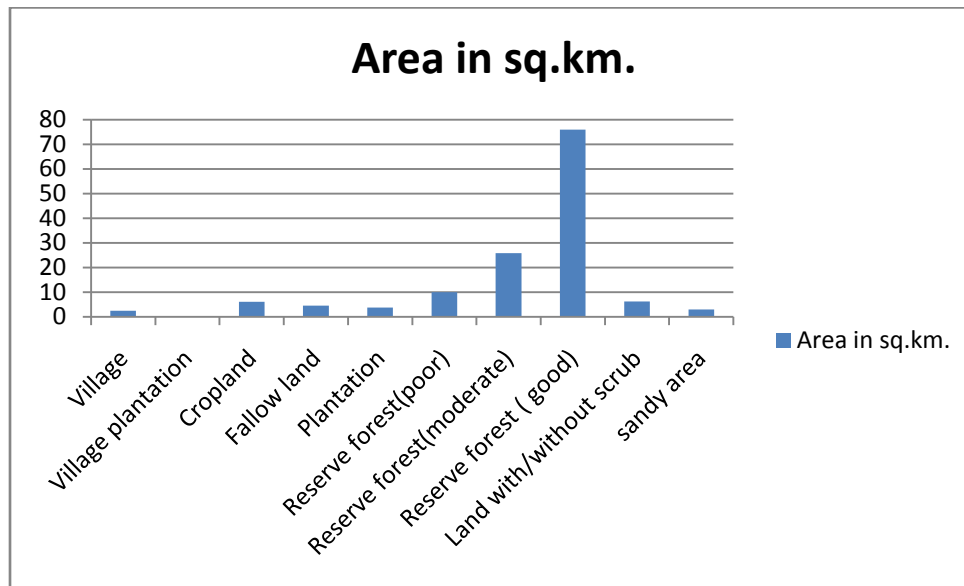 Area in sq.km.
80
70
60
50
40
30
20
10
0
Village
Village plantation
Cropland
Fallow land
Plantation
Reserve forest(poor)
Reserve forest(moderate)
Reserve forest ( good)
Land with/without scrub
sandy area
Area in sq.km.